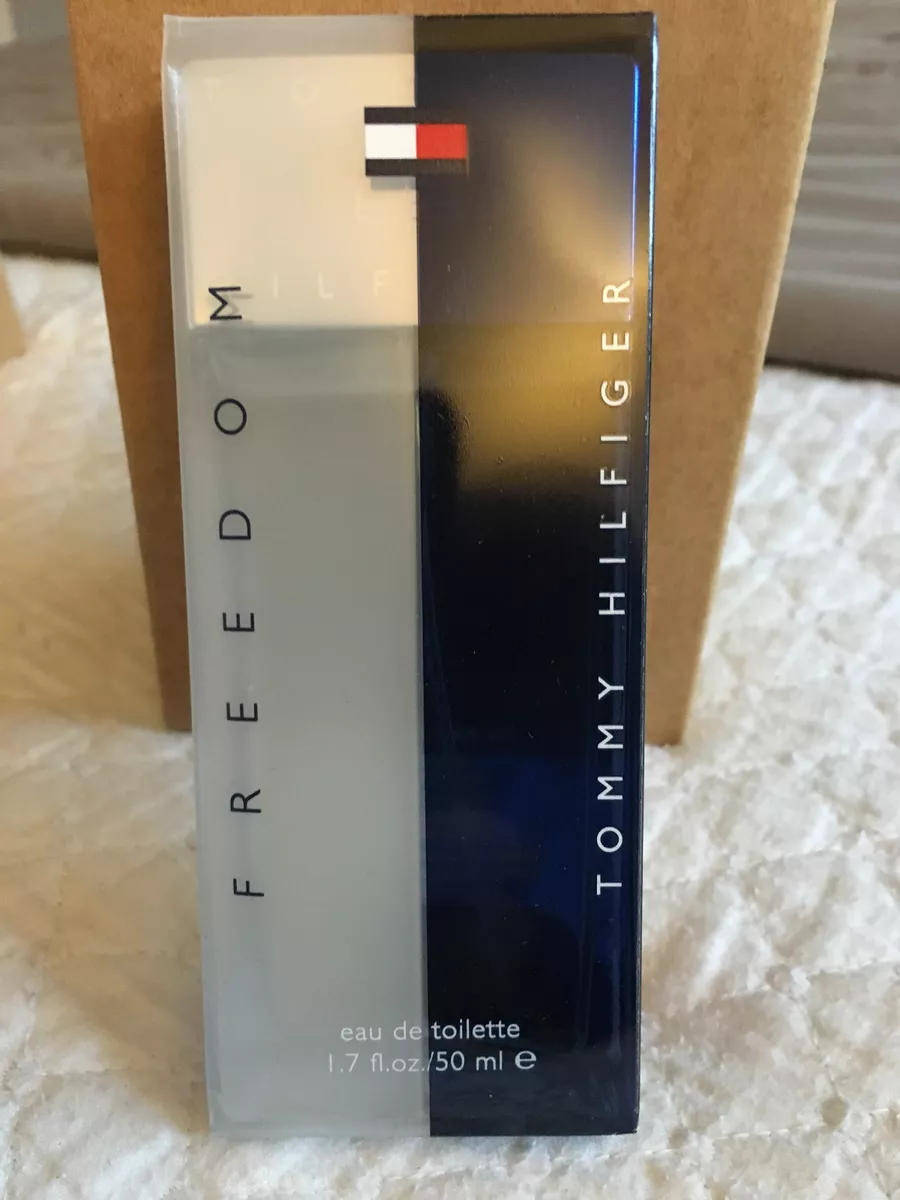 FREEDOM
TOMMY HILFIGER
eau de toilette
1.7 fl.oz./50 ml e